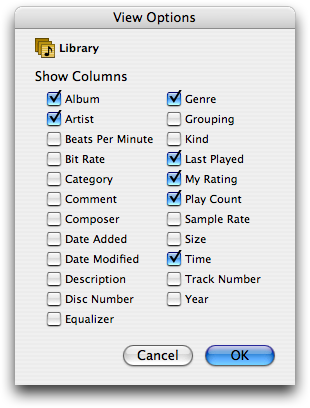 View Options
Library
Show Columns
Album
Artist
Beats Per Minute
Bit Rate
Category
Comment
Composer
Date Added
Date Modified
Description
Disc Number
Equalizer
Genre
Grouping
Kind
Last Played
My Rating
Play Count
Sample Rate
Size
Time
Track Number
Year
Cancel
OK